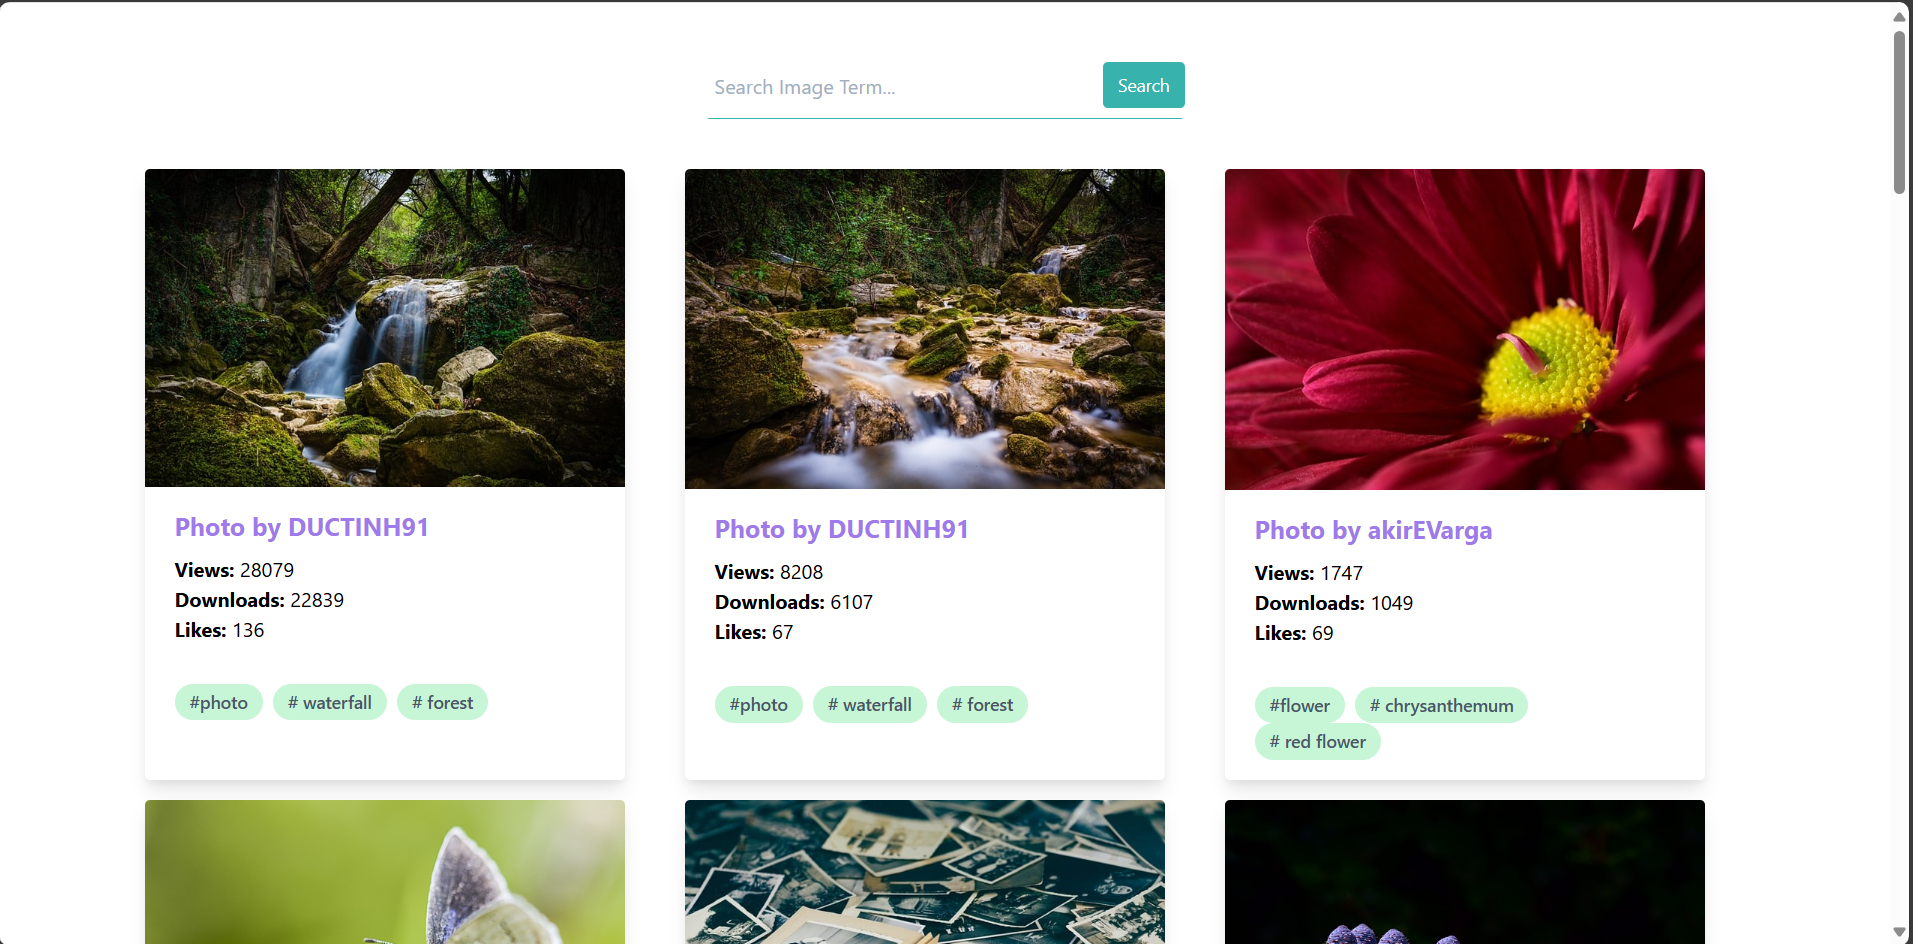 Search Image Term...
Search
Photo by DUCTINH91
Views: 28079
Downloads: 22839
Likes: 136
#photo
# waterfall
# forest
Photo by DUCTINH91
Views: 8208
Downloads: 6107
Likes: 67
#photo
# waterfall
# forest
Photo by akirEVarga
Views: 1747
Downloads: 1049
Likes: 69
#flower
# chrysanthemum
# red flower